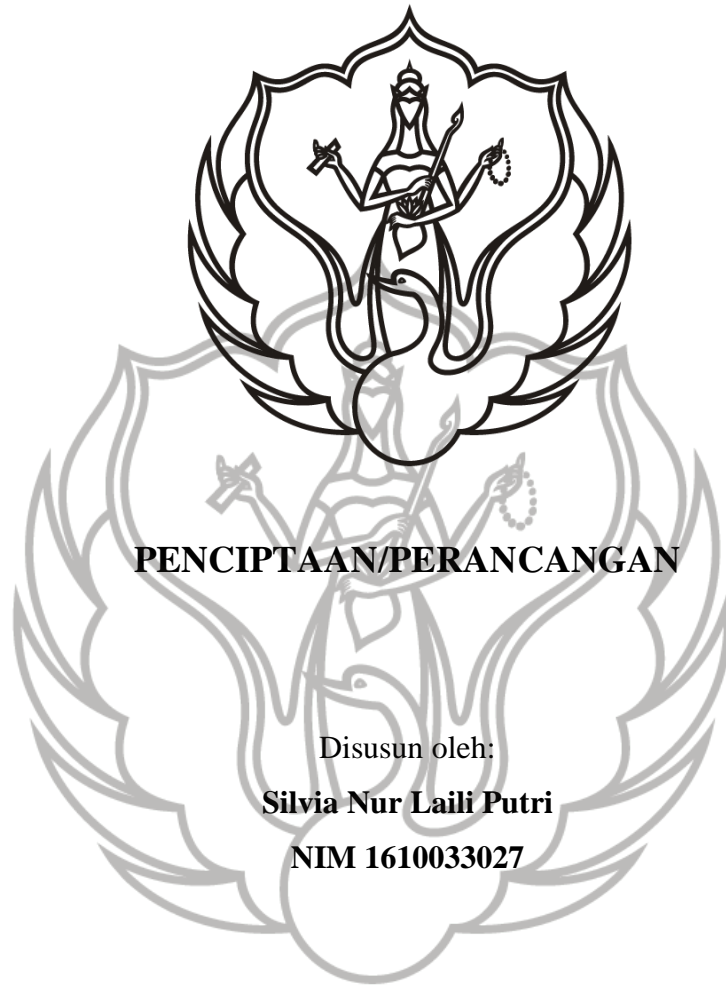 PENCIPTAAN/PERANCANGAN
Disusun oleh:
Silvia Nur Laili Putri
NIM 1610033027